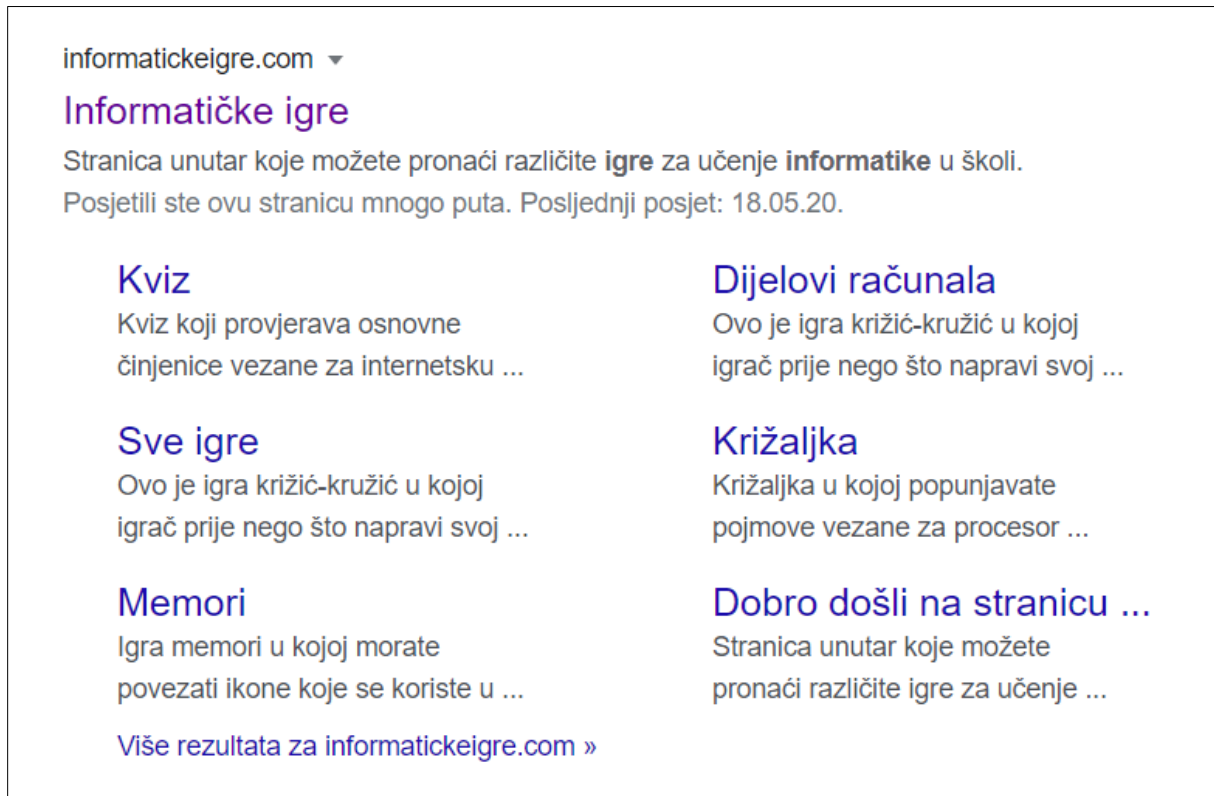 informatickeigre.com
Informatičke igre
Stranica unutar koje možete pronaći različite igre za učenje informatike u školi.
Posjetili ste ovu stranicu mnogo puta. Posljednji posjet: 18.05.20.
Kviz
Kviz koji provjerava osnovne
činjenice vezane za internetsku ...
Dijelovi računala
Ovo je igra križić-kružić u kojoj
igrač prije nego što napravi svoj ...
Sve igre
Ovo je igra križić-kružić u kojoj
igrač prije nego što napravi svoj ...
Križaljka
Križaljka u kojoj popunjavate
pojmove vezane za procesor ...
Memori
Igra memori u kojoj morate
povezati ikone koje se koriste u ...
Dobro došli na stranicu ...
Stranica unutar koje možete
pronaći različite igre za učenje ...
Više rezultata za informatickeigre.com »